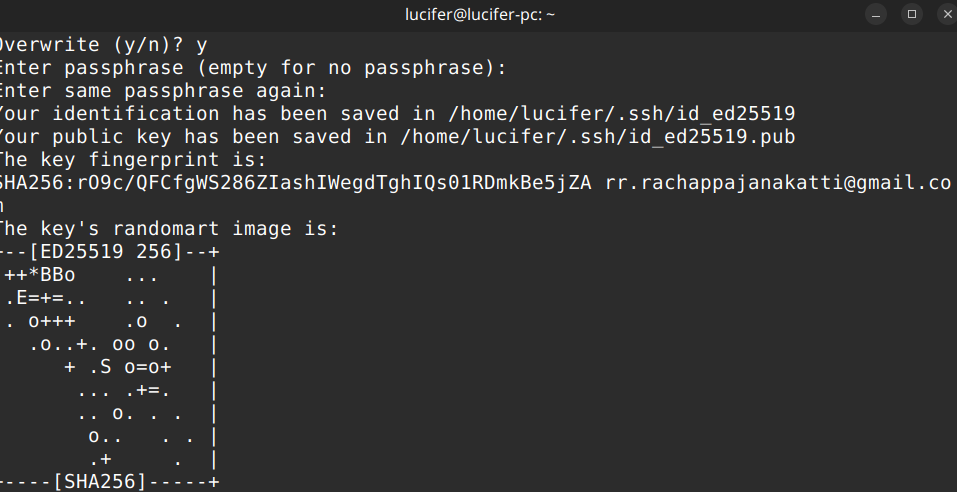 lucifer@lucifer-pc: ~
Overwrite (y/n)? y
Enter passphrase (empty for no passphrase):
Enter same passphrase again:
Your identification has been saved in /home/lucifer/.ssh/id_ed25519
Your public key has been saved in /home/lucifer/.ssh/id_ed25519.pub
The key fingerprint is:
SHA256:rO9c/QFCfgWS286ZIashIWegdTghIQs01RDmkBe5jZA rr.rachappajanakatti@gmail.co
m
The key's randomart image is:
+--[ED25519 256]--+
 ++*BBo    ...    |
 .E=+=..   .. .   |
 . o+++    .o  .  |
   .o..+. oo o.   |
      + .S o=o+   |
       ... .+=.   |
       .. o. . .  |
        o..   . . |
        .+     .  |
+----[SHA256]-----+